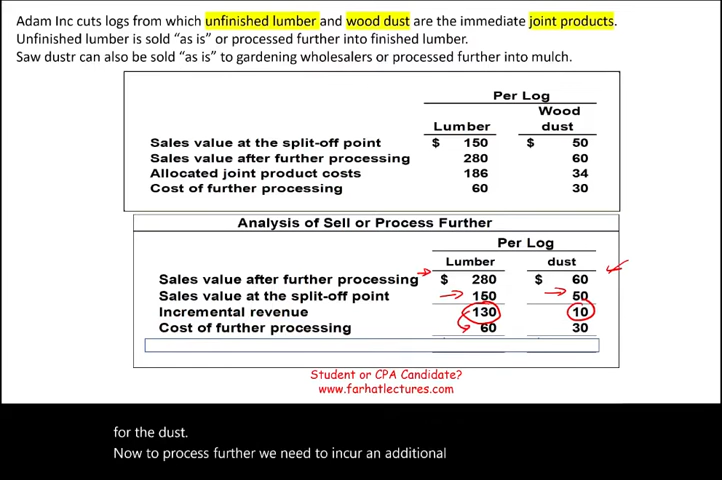 Adam Inc cuts logs from which unfinished lumber and wood dust are the immediate joint products.
Unfinished lumber is sold “as is” or processed further into finished lumber.
Saw dustr can also be sold “as is” to gardening wholesalers or processed further into mulch.
Per Log
Wood
Lumber dust
Sales value at the split-off point $ 150 $ 50
Sales value after further processing 280 60
Allocated joint product costs 186 34
Cost of further processing 60 30
Analysis of Sell or Process Further
Per Log
Lumber dust
Sales value after further processing $ 280 $ 60
Sales value at the split-off point 150 50
Incremental revenue 130 10
Cost of further processing 60 30
Student or CPA Candidate?
www.farhatlectures.com
for the dust.
Now to process further we need to incur an additional